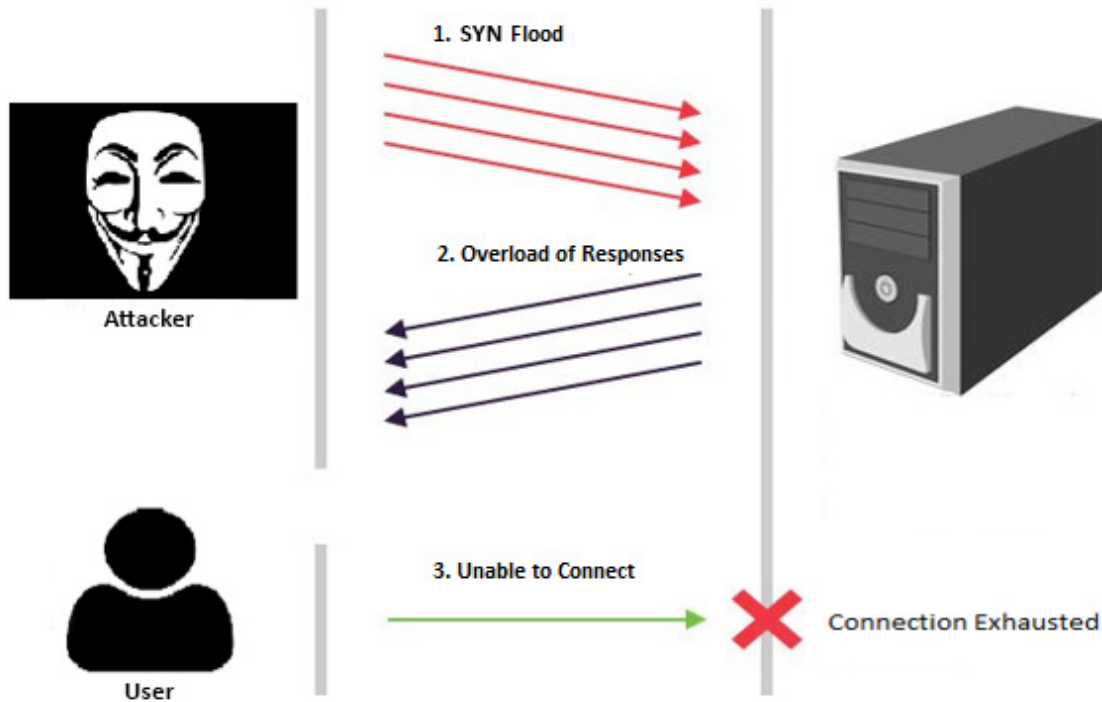 1. SYN Flood
2. Overload of Responses
Attacker
3. Unable to Connect
Connection Exhausted
User